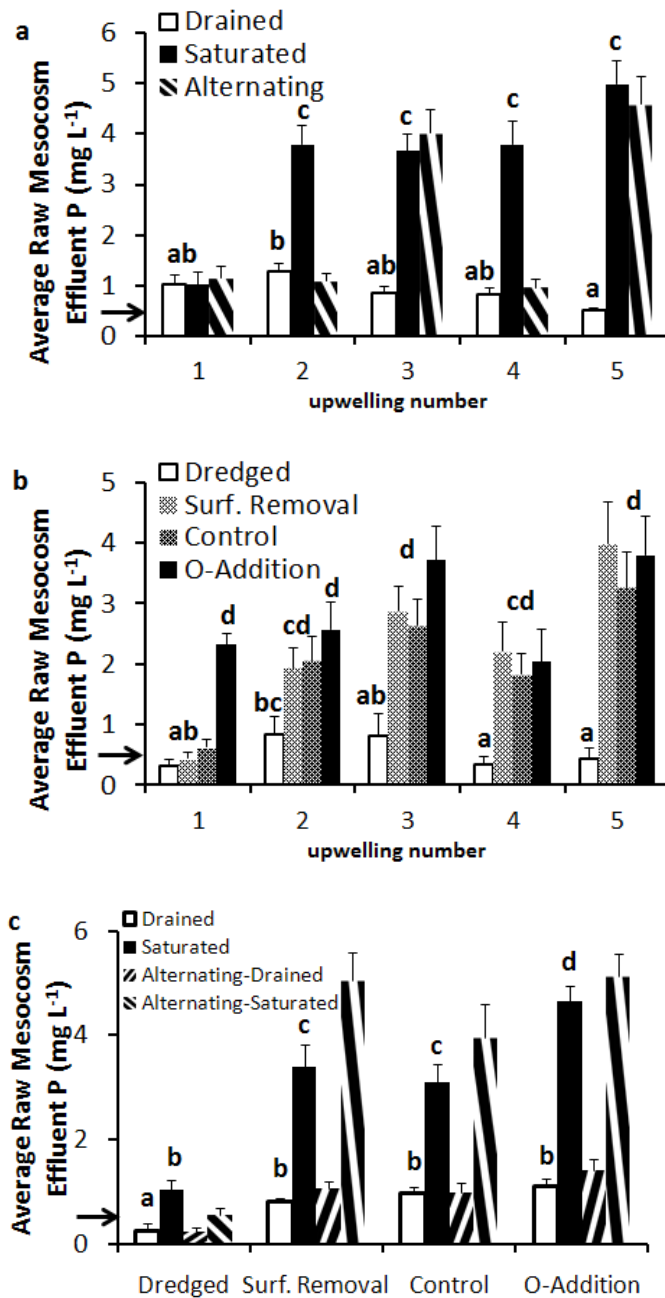 a
Drained
Saturated
Alternating
Average Raw Mesocosm
Effluent P (mg L-1)
6
5
4
3
2
1
0
ab
b
c
ab
c
ab
c
a
c
1 2 3 4 5
upwelling number
b
Dredged
Surf. Removal
Control
O-Addition
Average Raw Mesocosm
Effluent P (mg L-1)
5
4
3
2
1
0
ab
d
bc
cd
d
ab
d
a
cd
a
d
1 2 3 4 5
upwelling number
c
Drained
Saturated
Alternating-Drained
Alternating-Saturated
Average Raw Mesocosm
Effluent P (mg L-1)
6
4
2
0
a
b
b
c
b
c
b
d
Dredged Surf. Removal Control O-Addition